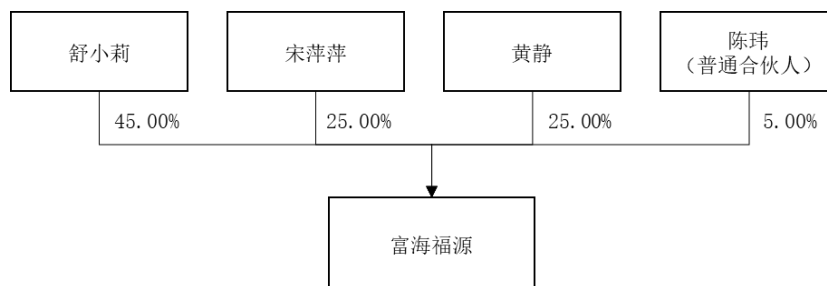 舒小莉
宋萍萍
黄静
陈玮
（普通合伙人）
45.00%
25.00%
25.00%
5.00%
富海福源